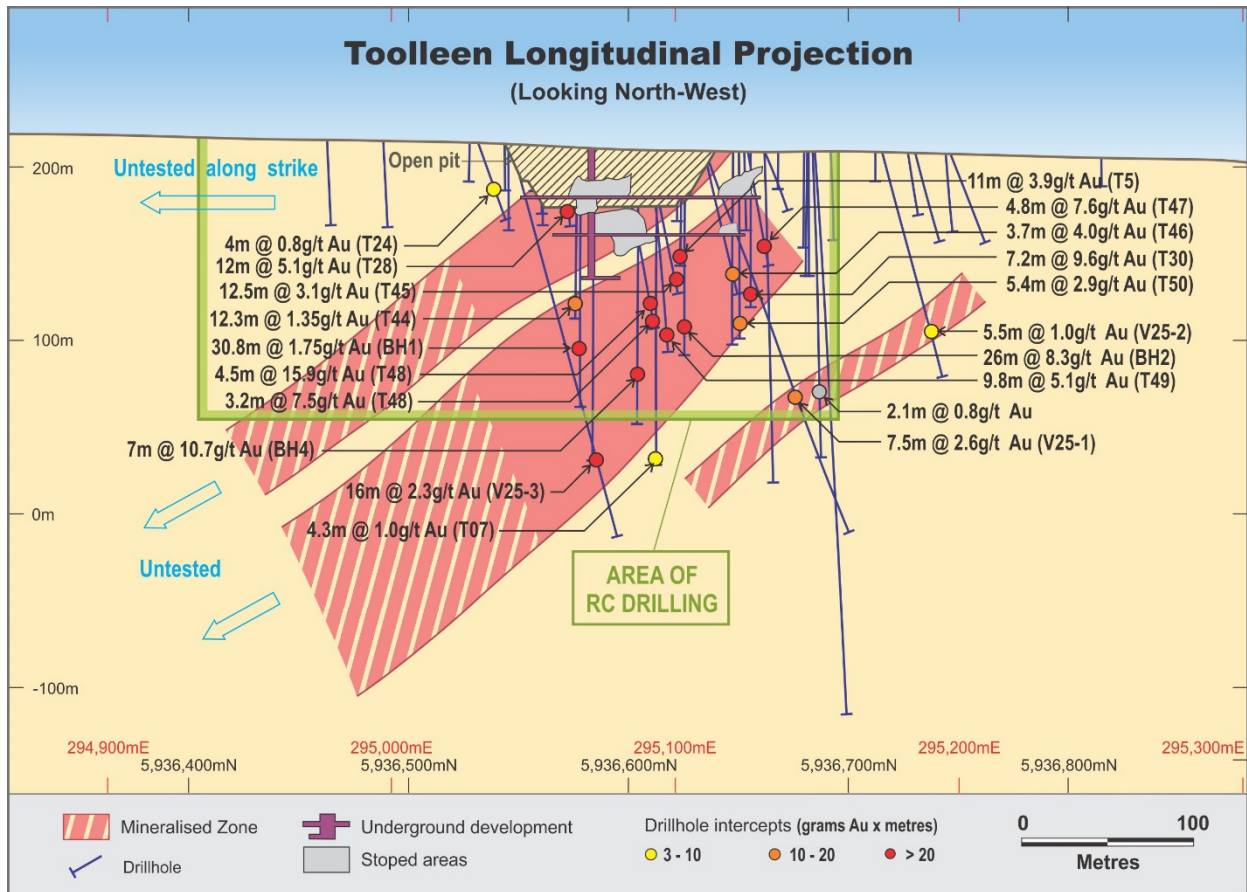 Toolleen Longitudinal Projection
(Looking North-West)
200m
100m
0m
-100m
Untested along strike
Open pit
4m @ 0.8g/t Au (T24)
12m @ 5.1g/t Au (T28)
12.5m @ 3.1g/t Au (T45)
12.3m @ 1.35g/t Au (T44)
30.8m @ 1.75g/t Au (BH1)
4.5m @ 15.9g/t Au (T48)
3.2m @ 7.5g/t Au (T48)
7m @ 10.7g/t Au (BH4)
16m @ 2.3g/t Au (V25-3)
4.3m @ 1.0g/t Au (T07)
11m @ 3.9g/t Au (T5)
4.8m @ 7.6g/t Au (T47)
3.7m @ 4.0g/t Au (T46)
7.2m @ 9.6g/t Au (T30)
5.4m @ 2.9g/t Au (T50)
5.5m @ 1.0g/t Au (V25-2)
26m @ 8.3g/t Au (BH2)
9.8m @ 5.1g/t Au (T49)
2.1m @ 0.8g/t Au
7.5m @ 2.6g/t Au (V25-1)
Untested
AREA OF
RC DRILLING
294,900mE 295,000mE 295,100mE 295,200mE 295,300mE
5,936,400mN 5,936,500mN 5,936,600mN 5,936,700mN 5,936,800mN
Mineralised Zone
Drillhole
Underground development
Stoped areas
Drillhole intercepts (grams Au x metres)
3 - 10 10 - 20 > 20
0 100
Metres